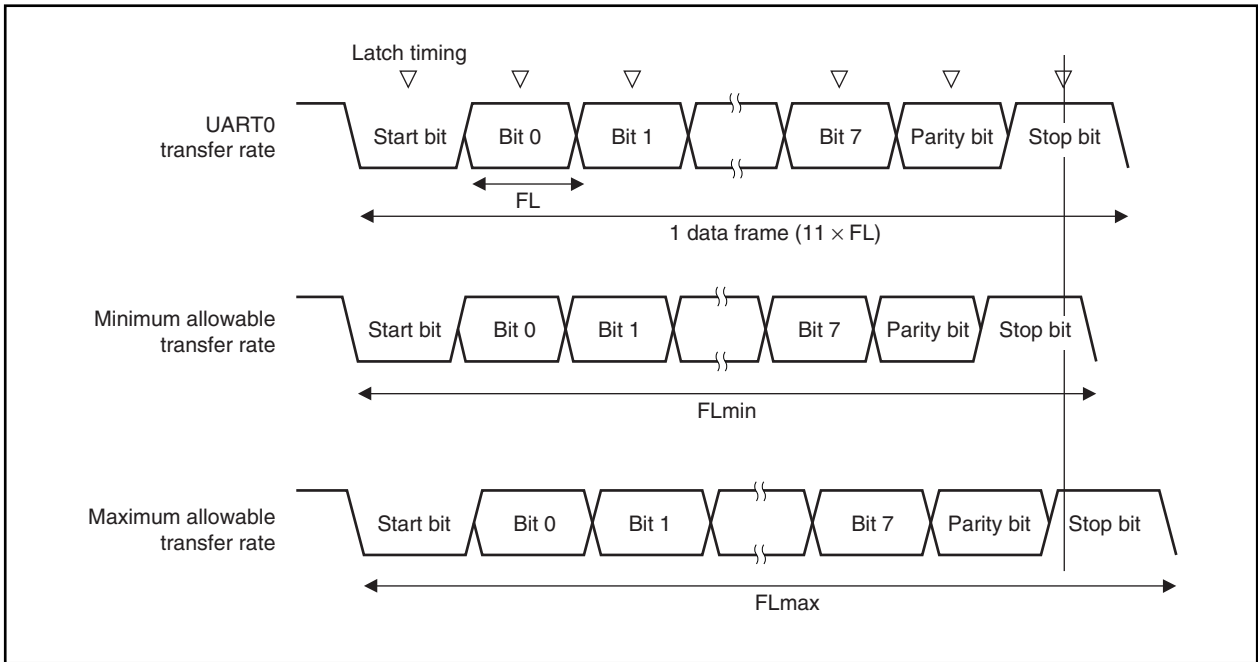 Latch timing
UART0
transfer rate
Start bit
Bit 0
Bit 1
Bit 7
Parity bit
Stop bit
FL
1 data frame (11 × FL)
Minimum allowable
transfer rate
Start bit
Bit 0
Bit 1
Bit 7
Parity bit
Stop bit
FLmin
Maximum allowable
transfer rate
Start bit
Bit 0
Bit 1
Bit 7
Parity bit
Stop bit
FLmax